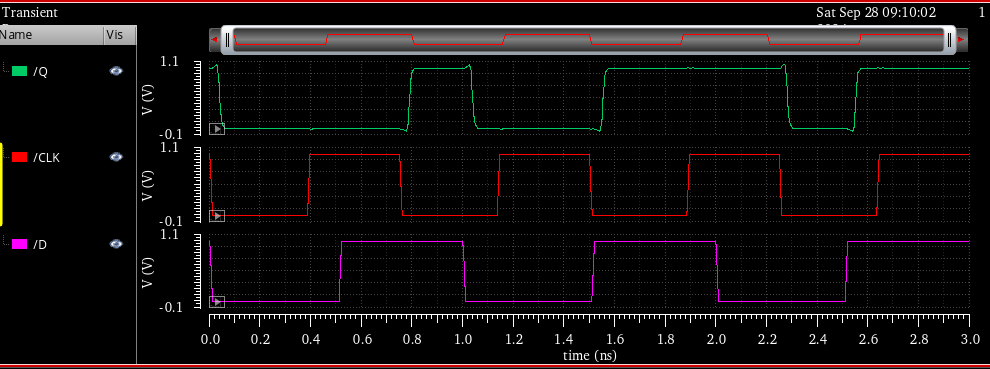 Transient
Sat Sep 28 09:10:02
1
Name Vis
/Q
/CLK
/D
1.1
V (V)
-0.1
1.1
V (V)
-0.1
1.1
V (V)
-0.1
0.0 0.2 0.4 0.6 0.8 1.0 1.2 1.4 1.6 1.8 2.0 2.2 2.4 2.6 2.8 3.0
time (ns)